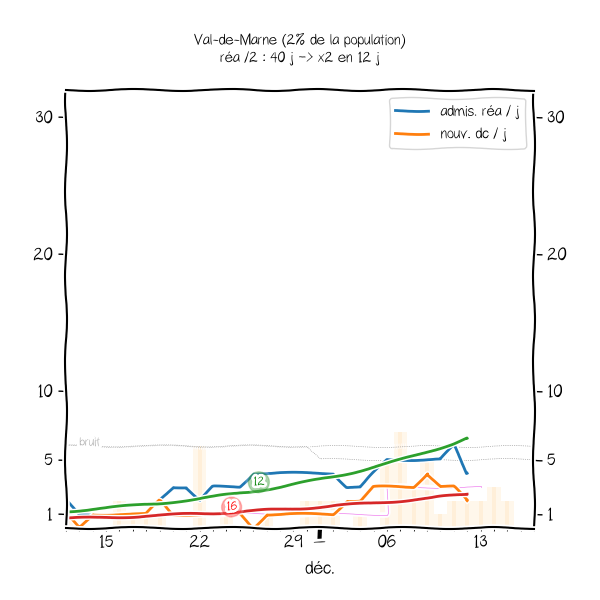 Val-de-Marne (2% de la population)
réa /2 : 40 j -> x2 en 12 j
admis. réa / j
nouv. dc / j
30
30
20
20
10
10
bruit
5
5
12
16
1
1
15
22
29
06
13
déc.